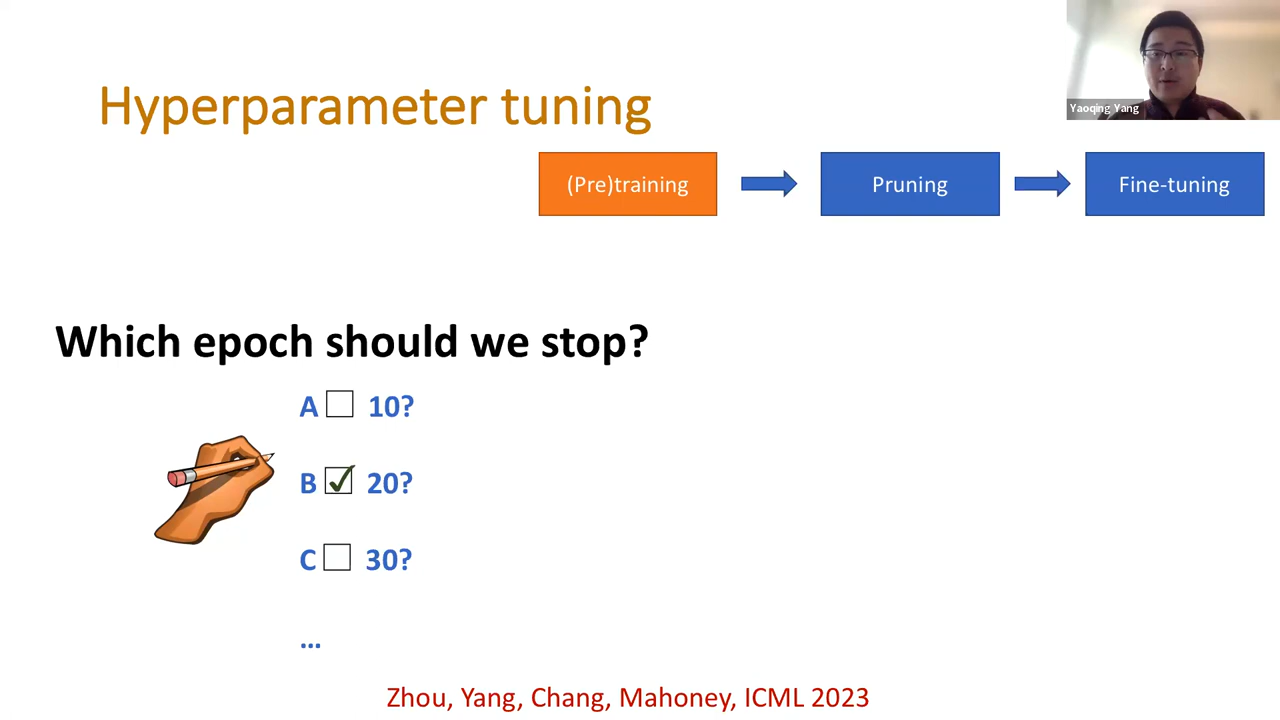 Yaoqing Yang
Hyperparameter tuning
(Pre)training
Pruning
Fine-tuning
Which epoch should we stop?
A 10?
B 20?
C 30?
...
Zhou, Yang, Chang, Mahoney, ICML 2023